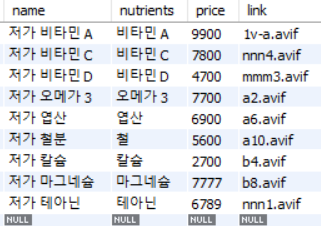 name nutrients price link
저가 비타민 A 비타민 A 9900 1v-a.avif
저가 비타민 C 비타민 C 7800 nnn4.avif
저가 비타민 D 비타민 D 4700 mmm3.avif
저가 오메가 3 오메가 3 7700 a2.avif
저가 엽산 엽산 6900 a6.avif
저가 철분 철 5600 a10.avif
저가 칼슘 칼슘 2700 b4.avif
저가 마그네슘 마그네슘 7777 b8.avif
저가 테아닌 테아닌 6789 nnn1.avif
NULL NULL NULL NULL